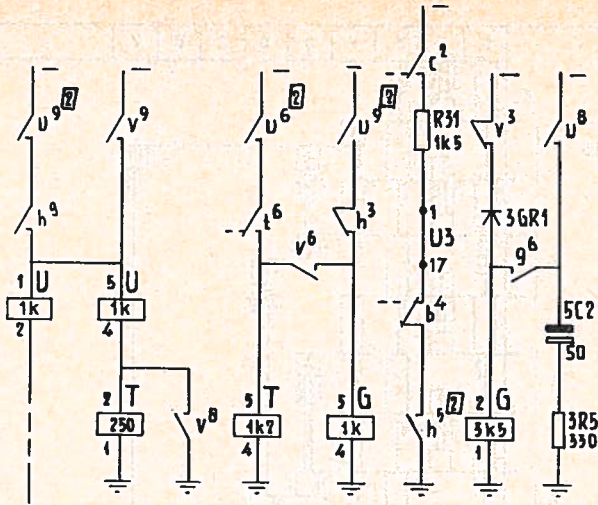 c²
U⁹ 2
v⁹
U⁶ 2
U⁹ 2
R31
1k5
v³
U⁸
h⁹
t⁶
h³
1
3GR1
U3
v⁶
17
g⁶
1 U
1k
2
5 U
1k
4
b⁴
5C2
50
2 T
250
1
v⁸
5 T
1k2
4
5 G
1k
4
h⁵ 2
2 G
3k5
1
3R5
330